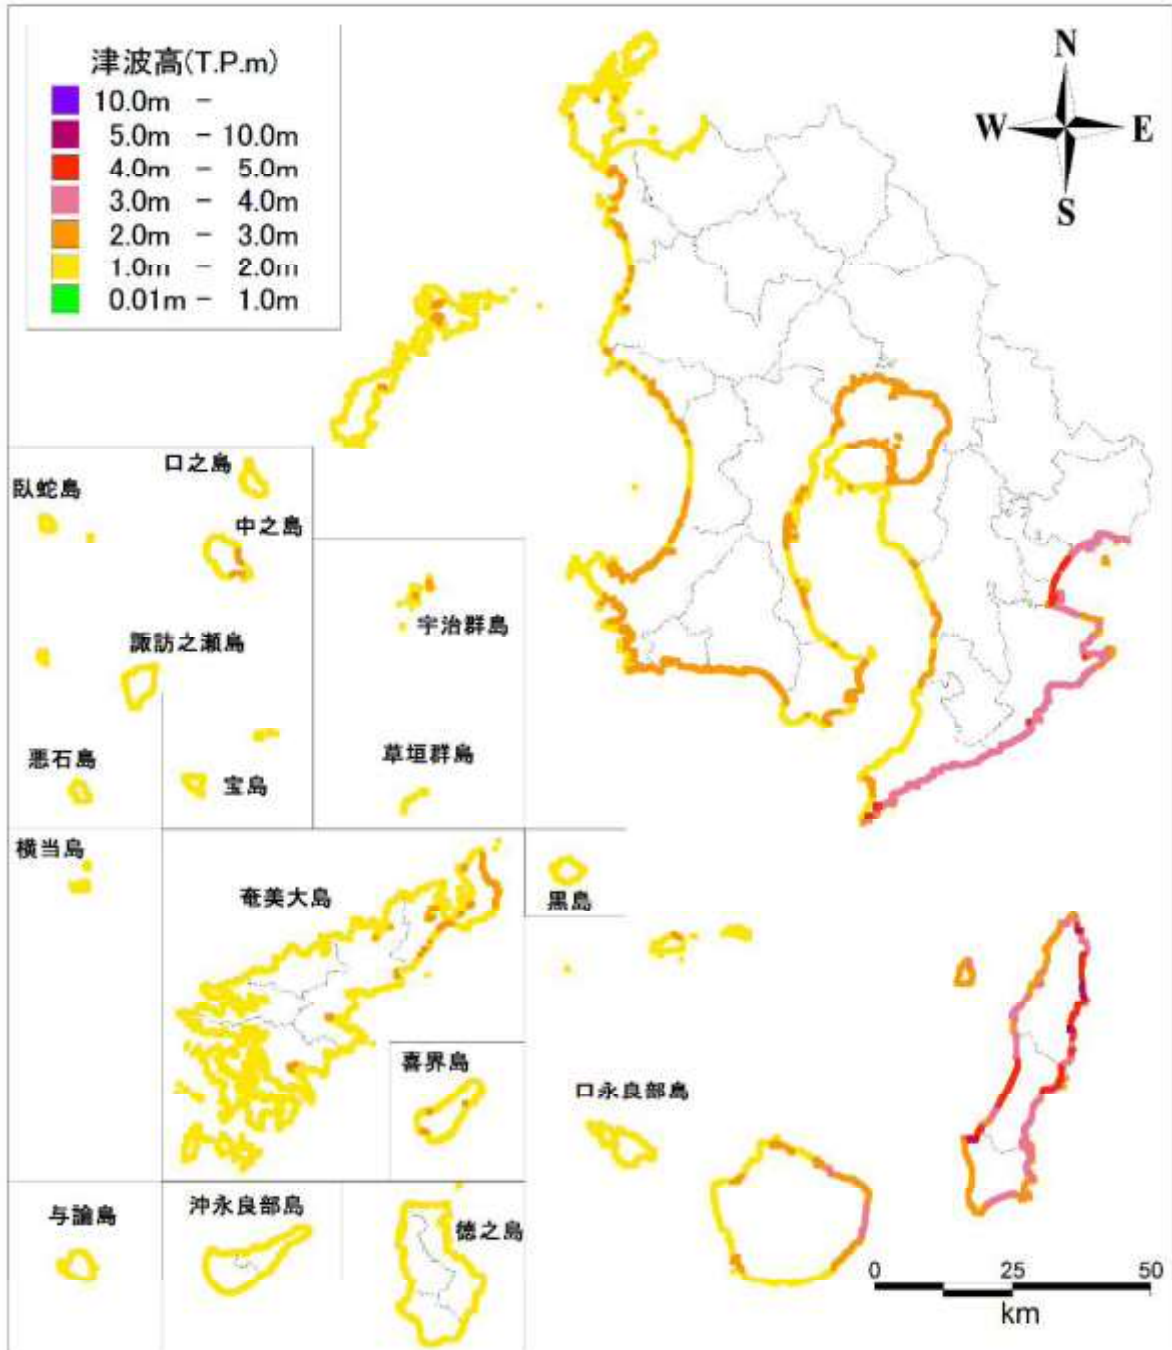 津波高(T.P.m)
10.0m -
5.0m - 10.0m
4.0m - 5.0m
3.0m - 4.0m
2.0m - 3.0m
1.0m - 2.0m
0.01m - 1.0m
N
W E
S
口之島
臥蛇島
中之島
宇治群島
諏訪之瀬島
悪石島
宝島
草垣群島
横当島
奄美大島
黒島
喜界島
口永良部島
与論島
沖永良部島
徳之島
0 25 50
km